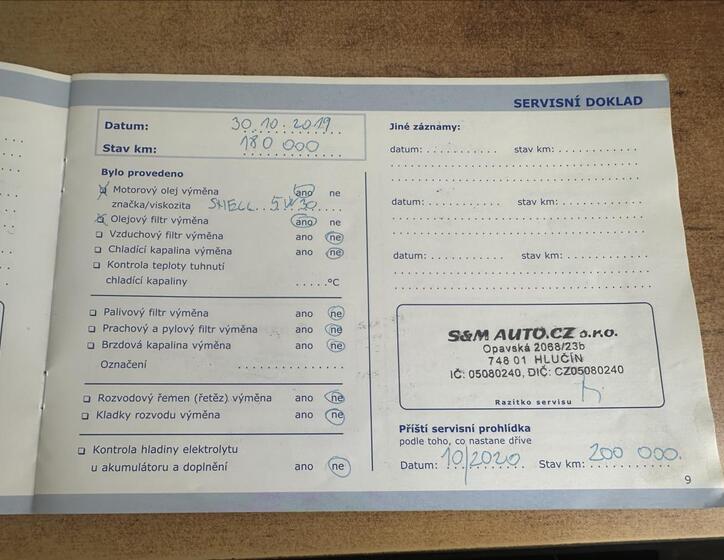 SERVISNÍ DOKLAD
Datum: 30.10.2019
Stav km: 180 000
Bylo provedeno
Motorový olej výměna ano ne
značka/viskozita SHELL 5W30
Olejový filtr výměna ano ne
Vzduchový filtr výměna ano ne
Chladící kapalina výměna ano ne
Kontrola teploty tuhnutí
chladící kapaliny .....°C
Palivový filtr výměna ano ne
Prachový a pylový filtr výměna ano ne
Brzdová kapalina výměna ano ne
Označení ................
Rozvodový řemen (řetěz) výměna ano ne
Kladky rozvodu výměna ano ne
Kontrola hladiny elektrolytu
u akumulátoru a doplnění ano ne
Jiné záznamy:
datum: ........... stav km: ...........
datum: ........... stav km: ...........
datum: ........... stav km: ...........
S&M AUTO.CZ s.r.o.
Opavská 2068/23b
748 01 HLUČÍN
IČ: 05080240, DIČ: CZ05080240
Razítko servisu
Příští servisní prohlídka
podle toho, co nastane dříve
Datum: 10/2020 Stav km: 200 000.
9